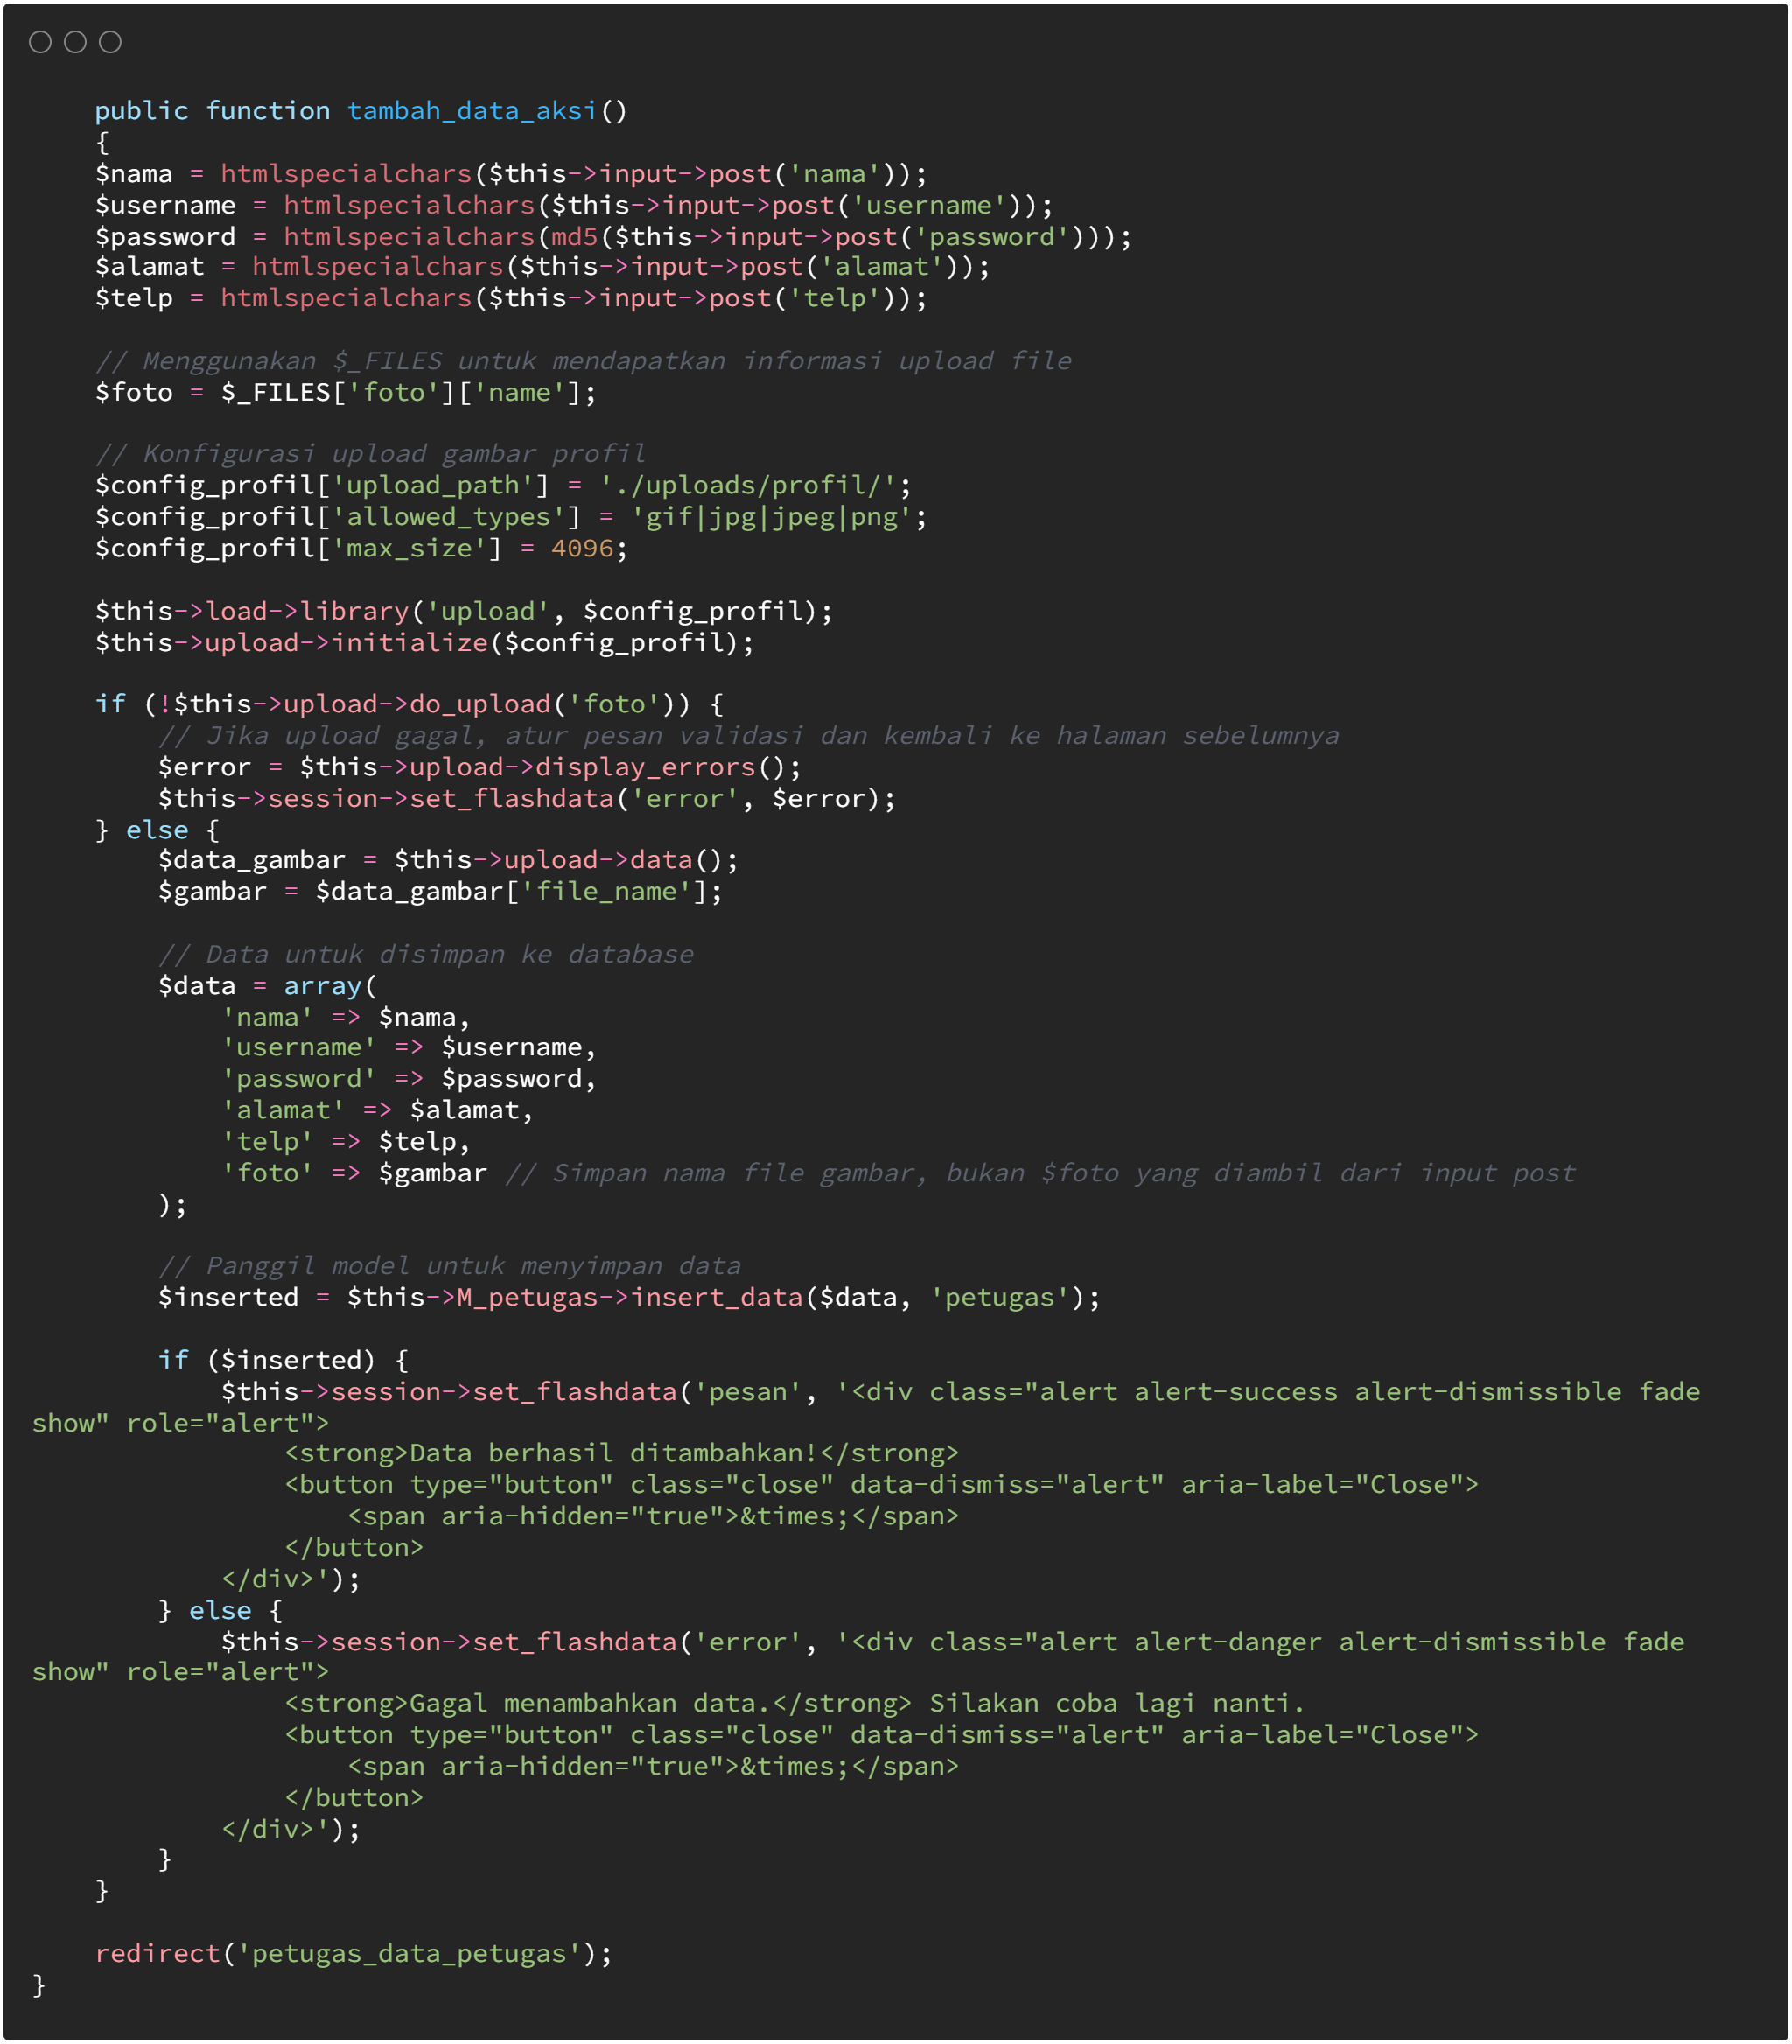 public function tambah_data_aksi()
    {
    $nama = htmlspecialchars($this->input->post('nama'));
    $username = htmlspecialchars($this->input->post('username'));
    $password = htmlspecialchars(md5($this->input->post('password')));
    $alamat = htmlspecialchars($this->input->post('alamat'));
    $telp = htmlspecialchars($this->input->post('telp'));

    // Menggunakan $_FILES untuk mendapatkan informasi upload file
    $foto = $_FILES['foto']['name'];

    // Konfigurasi upload gambar profil
    $config_profil['upload_path'] = './uploads/profil/';
    $config_profil['allowed_types'] = 'gif|jpg|jpeg|png';
    $config_profil['max_size'] = 4096;

    $this->load->library('upload', $config_profil);
    $this->upload->initialize($config_profil);

    if (!$this->upload->do_upload('foto')) {
        // Jika upload gagal, atur pesan validasi dan kembali ke halaman sebelumnya
        $error = $this->upload->display_errors();
        $this->session->set_flashdata('error', $error);
    } else {
        $data_gambar = $this->upload->data();
        $gambar = $data_gambar['file_name'];

        // Data untuk disimpan ke database
        $data = array(
            'nama' => $nama,
            'username' => $username,
            'password' => $password,
            'alamat' => $alamat,
            'telp' => $telp,
            'foto' => $gambar // Simpan nama file gambar, bukan $foto yang diambil dari input post
        );

        // Panggil model untuk menyimpan data
        $inserted = $this->M_petugas->insert_data($data, 'petugas');

        if ($inserted) {
            $this->session->set_flashdata('pesan', '<div class="alert alert-success alert-dismissible fade
show" role="alert">
                <strong>Data berhasil ditambahkan!</strong>
                <button type="button" class="close" data-dismiss="alert" aria-label="Close">
                    <span aria-hidden="true">&times;</span>
                </button>
            </div>');
        } else {
            $this->session->set_flashdata('error', '<div class="alert alert-danger alert-dismissible fade
show" role="alert">
                <strong>Gagal menambahkan data.</strong> Silakan coba lagi nanti.
                <button type="button" class="close" data-dismiss="alert" aria-label="Close">
                    <span aria-hidden="true">&times;</span>
                </button>
            </div>');
        }
    }

    redirect('petugas_data_petugas');
}